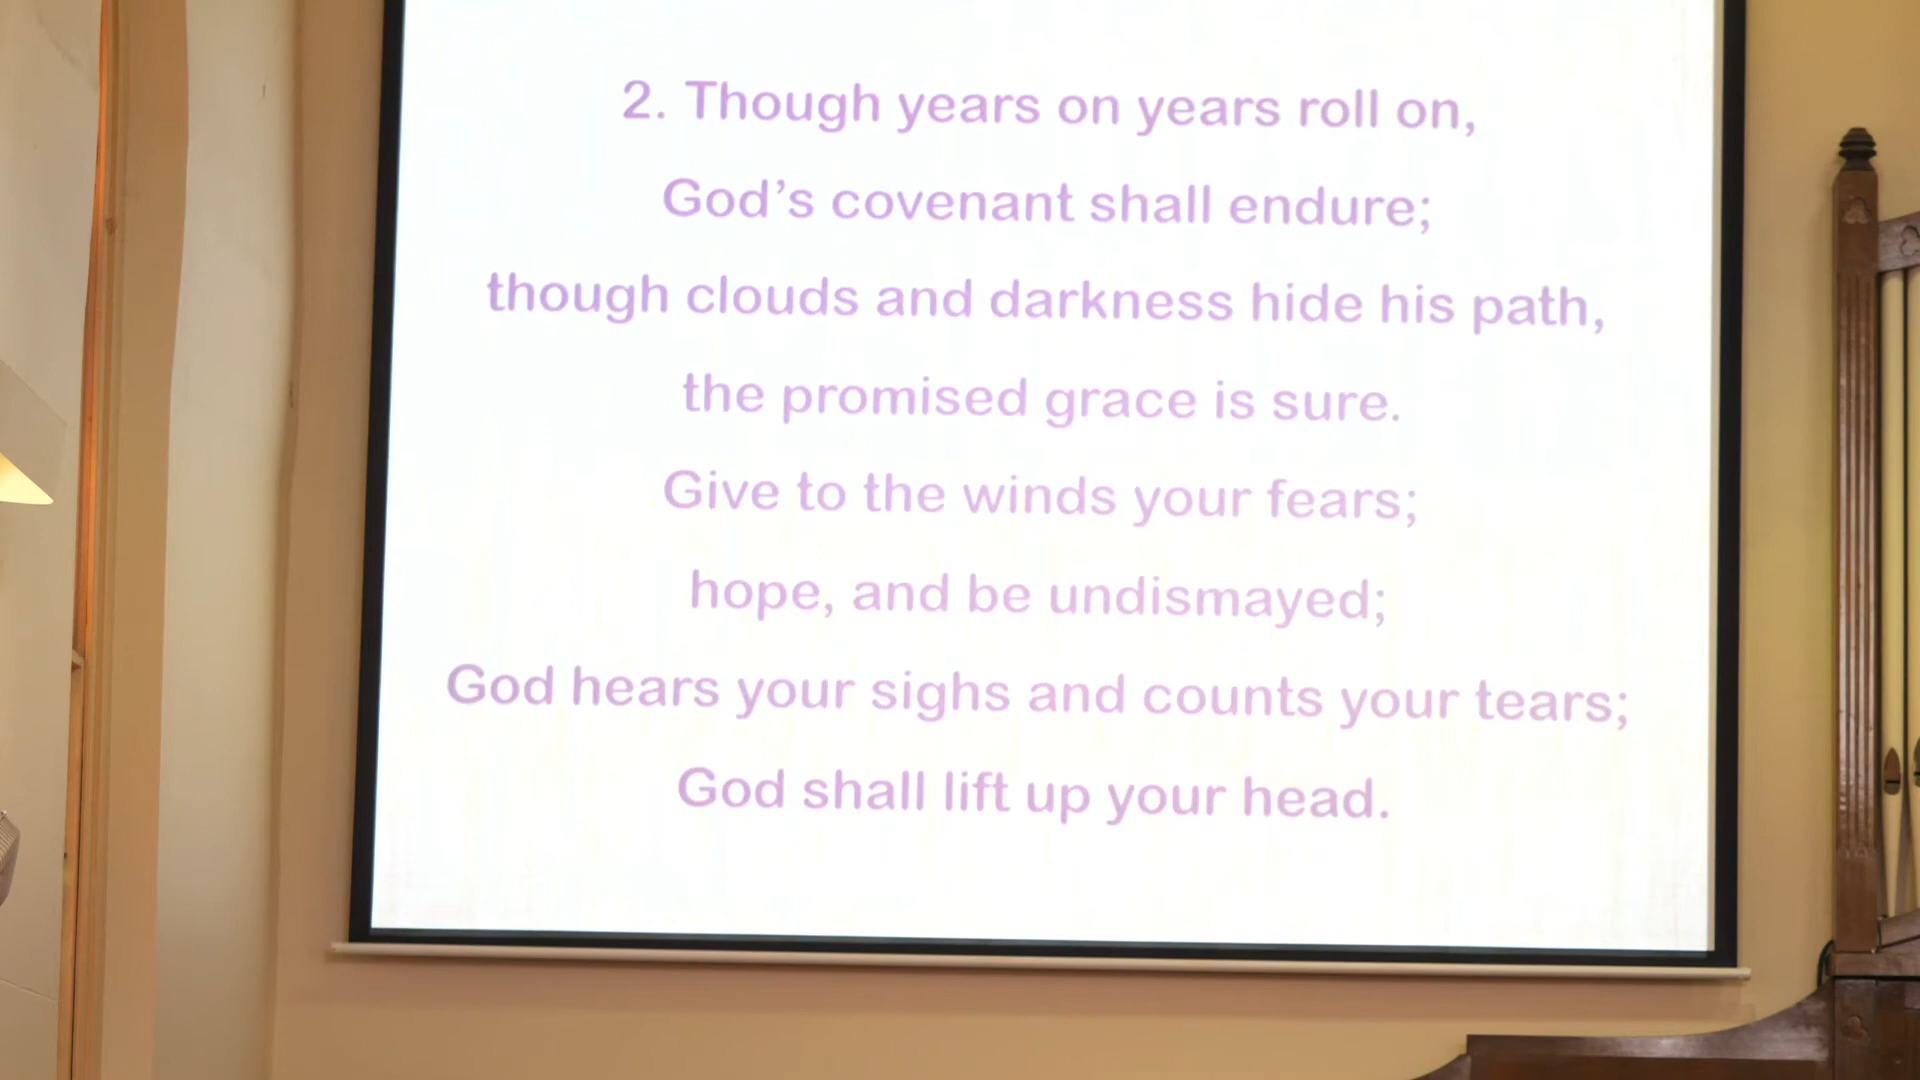 2. Though years on years roll on,
God’s covenant shall endure;
though clouds and darkness hide his path,
the promised grace is sure.
Give to the winds your fears;
hope, and be undismayed;
God hears your sighs and counts your tears;
God shall lift up your head.